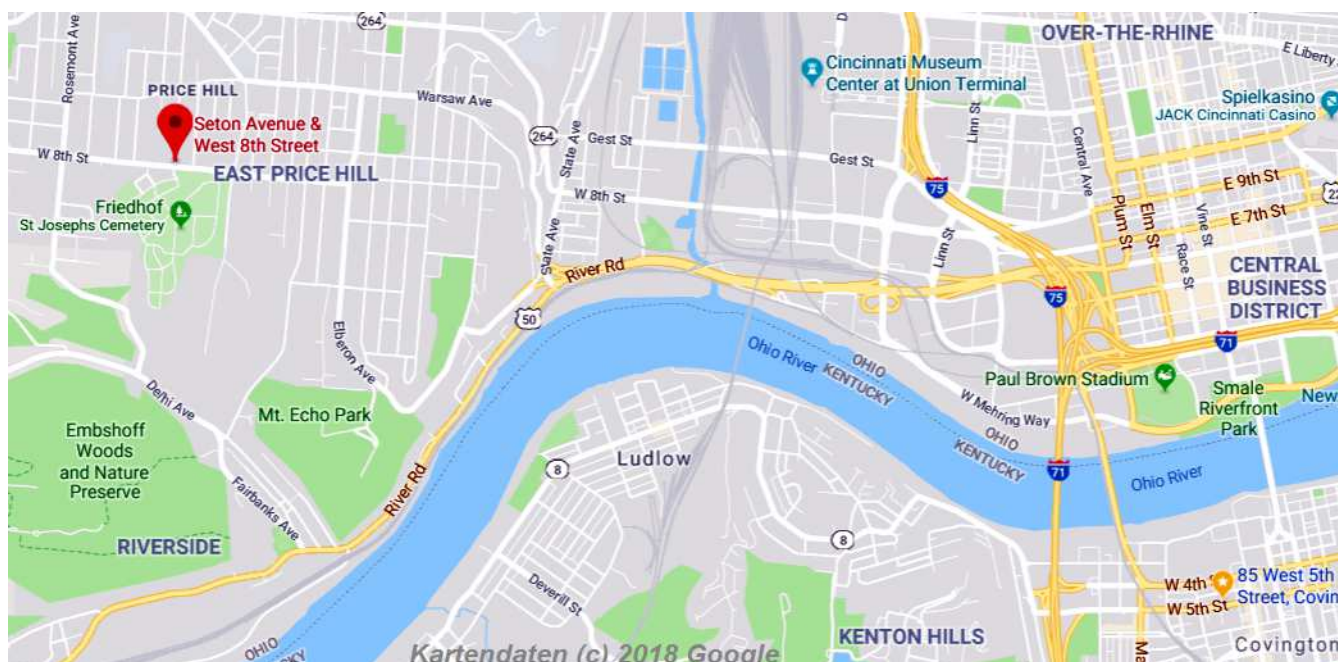 264
Rosemont Ave
PRICE HILL
Seton Avenue &
West 8th Street
Warsaw Ave
264
State Ave
Gest St
Gest St
W 8th St
W 8th St
EAST PRICE HILL
Friedhof
St Josephs Cemetery
State Ave
River Rd
50
Cincinnati Museum
Center at Union Terminal
Linn St
OVER-THE-RHINE
E Liberty
Spielkasino
JACK Cincinnati Casino
Central Ave
75
E 9th St
22
Plum St
Elm St
Vine St
E 7th St
Race St
Linn St
CENTRAL
BUSINESS
DISTRICT
75
71
Ohio River
OHIO
KENTUCKY
Paul Brown Stadium
Smale
Riverfront
Park
New
W Mehring Way
OHIO
KENTUCKY
71
Ohio River
Elberon Ave
Delhi Ave
Mt. Echo Park
Embshoff
Woods
and Nature
Preserve
Fairbanks Ave
River Rd
RIVERSIDE
8
Ludlow
8
Deverill St
KENTON HILLS
W 4th
W 5th St
85 West 5th
Street, Covin
Covington
OHIO
KENTUCKY
Kartendaten (c) 2018 Google